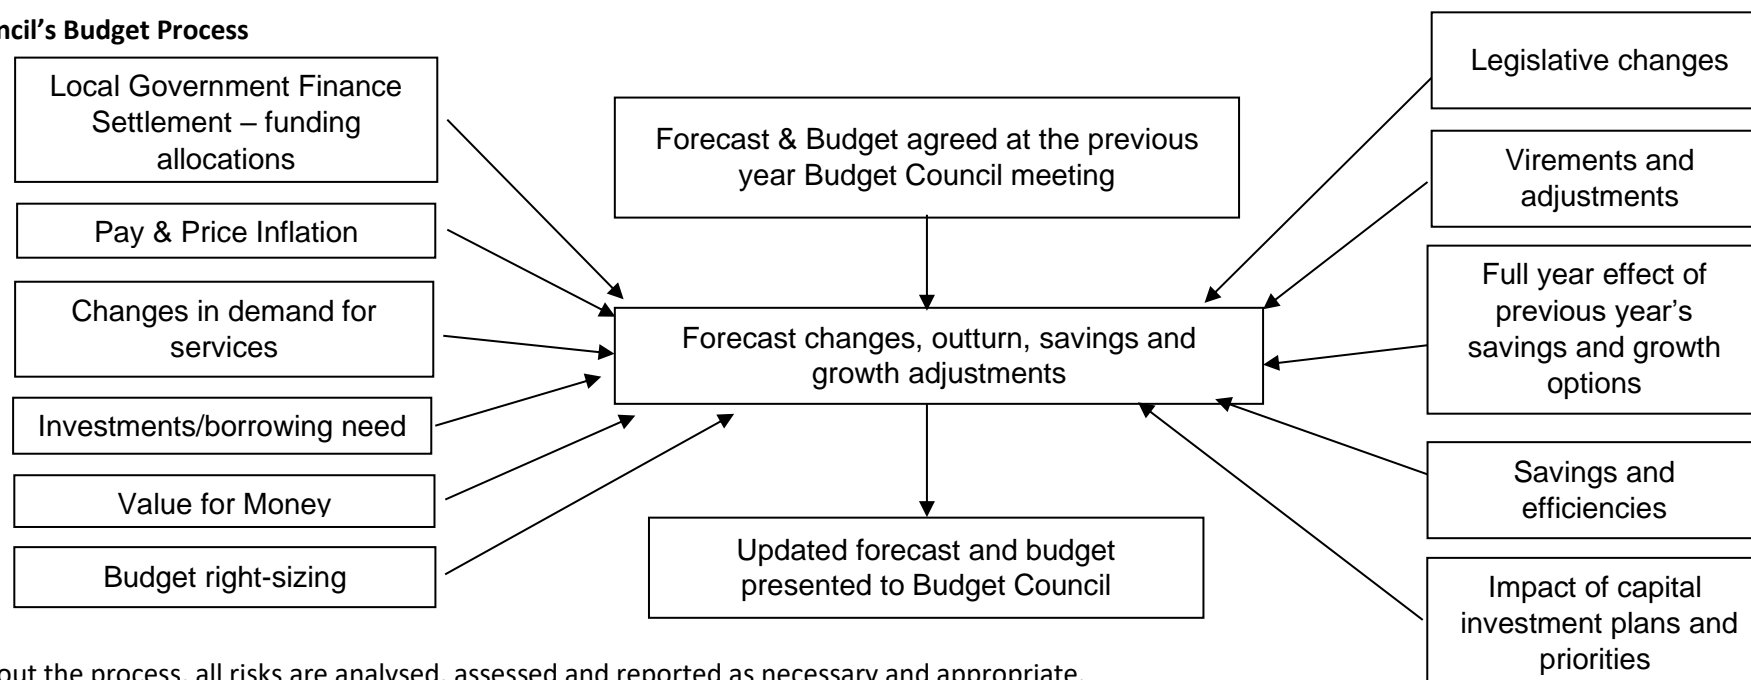 ncil's Budget Process
Local Government Finance
Settlement – funding
allocations
Pay & Price Inflation
Changes in demand for
services
Investments/borrowing need
Value for Money
Budget right-sizing
Forecast & Budget agreed at the previous
year Budget Council meeting
Forecast changes, outturn, savings and
growth adjustments
Updated forecast and budget
presented to Budget Council
Legislative changes
Virements and
adjustments
Full year effect of
previous year's
savings and growth
options
Savings and
efficiencies
Impact of capital
investment plans and
priorities
out the process, all risks are analysed, assessed and reported as necessary and appropriate.